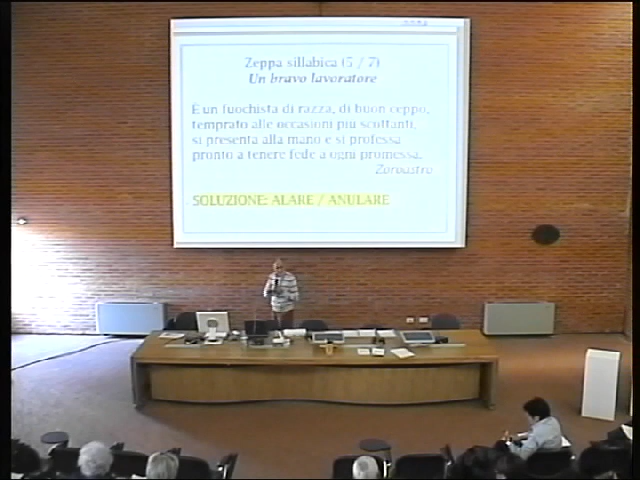 Zeppa sillabica (5 / 7)
Un bravo lavoratore
È un fuochista di razza, di buon ceppo,
temprato alle occasioni più scottanti,
si presenta alla mano e si professa
pronto a tenere fede a ogni promessa.
Zoroastro
SOLUZIONE: ALARE / ANULARE